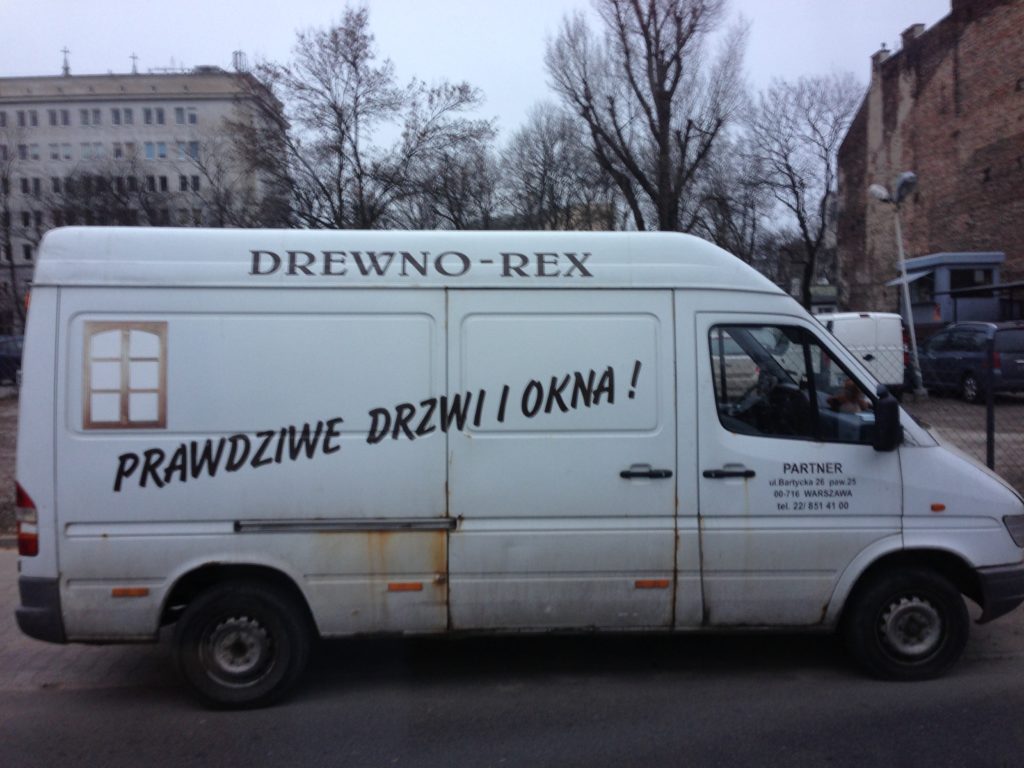 DREWNO-REX
PRAWDZIWE DRZWI I OKNA !
PARTNER
ul.Bartycka 26 paw.25
00-716 WARSZAWA
tel. 22/ 851 41 00